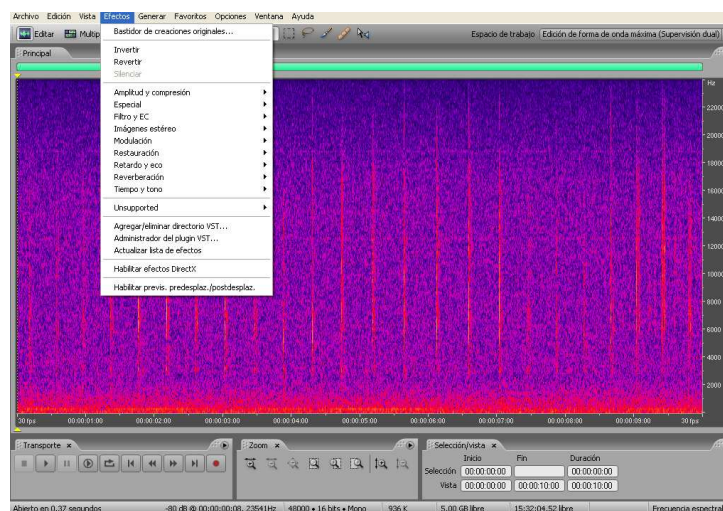 Archivo Edición Vista Efectos Generar Favoritos Opciones Ventana Ayuda
Editar Multip
Espacio de trabajo Edición de forma de onda máxima (Supervisión dual)
Principal
Bastidor de creaciones originales...
Invertir
Revertir
Silenciar
Amplitud y compresión
Especial
Filtro y EC
Imágenes estéreo
Modulación
Restauración
Retardo y eco
Reverberación
Tiempo y tono
Unsupported
Agregar/eliminar directorio VST...
Administrador del plugin VST...
Actualizar lista de efectos
Habilitar efectos DirectX
Habilitar previs. predesplaz./postdesplaz.
Hz
22000
20000
18000
16000
14000
12000
10000
8000
6000
4000
2000
30 fps 00:00:01:00 00:00:02:00 00:00:03:00 00:00:04:00 00:00:05:00 00:00:06:00 00:00:07:00 00:00:08:00 00:00:09:00 30 fps
Transporte Zoom Selección/vista
Inicio Fin Duración
Selección 00:00:00:00 00:00:00:00
Vista 00:00:00:00 00:00:10:00 00:00:10:00
Abierto en 0,37 segundos -80 dB @ 00:00:00:08, 23541Hz 48000 • 16 bits • Mono 936 K 5,00 GB libre 15:32:04.52 libre Frecuencia espectral